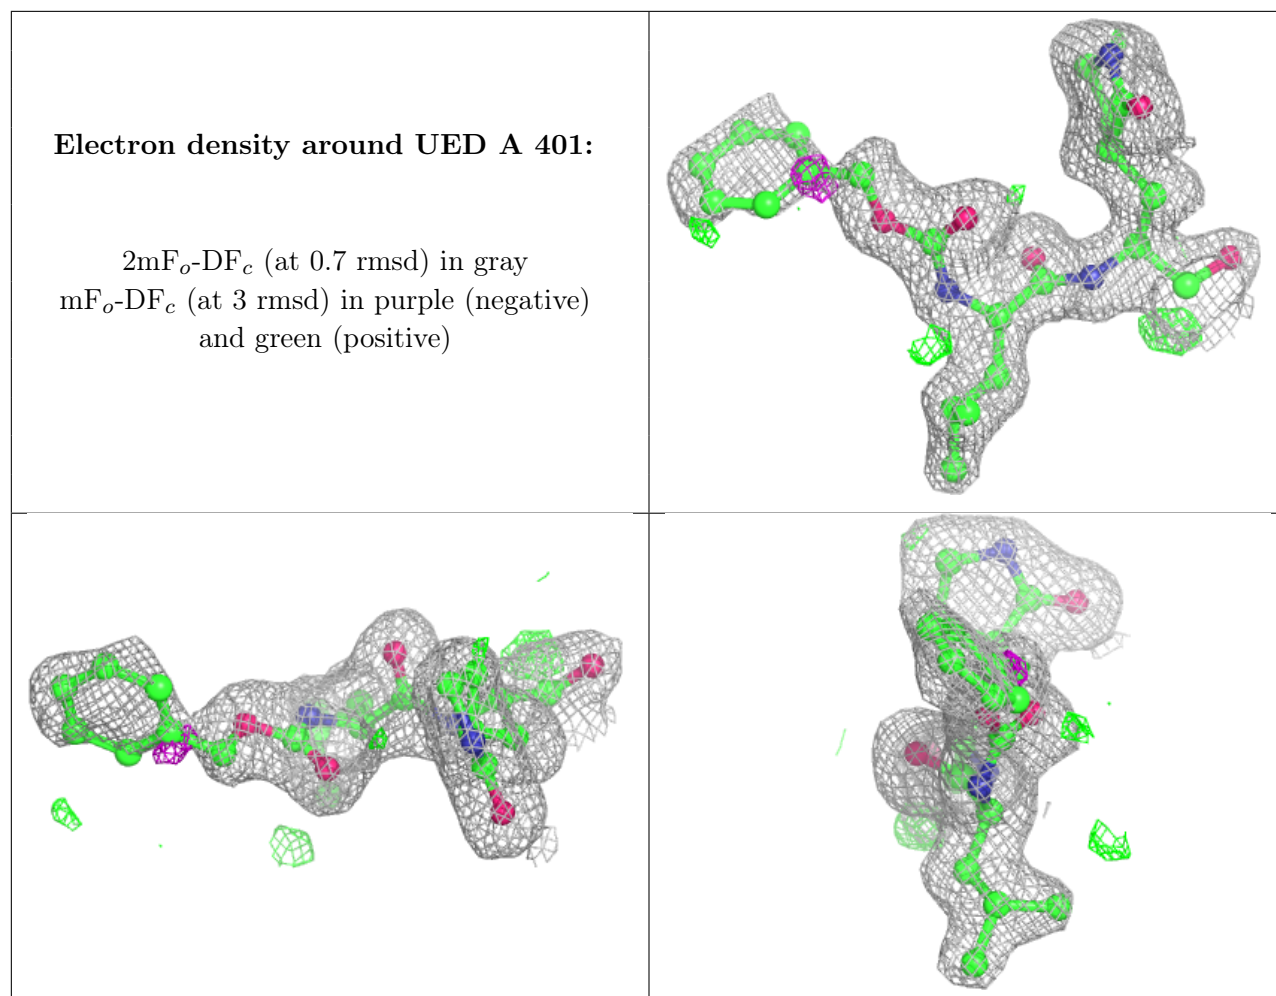 Electron density around UED A 401:
2mFo-DFc (at 0.7 rmsd) in gray
mFo-DFc (at 3 rmsd) in purple (negative)
and green (positive)